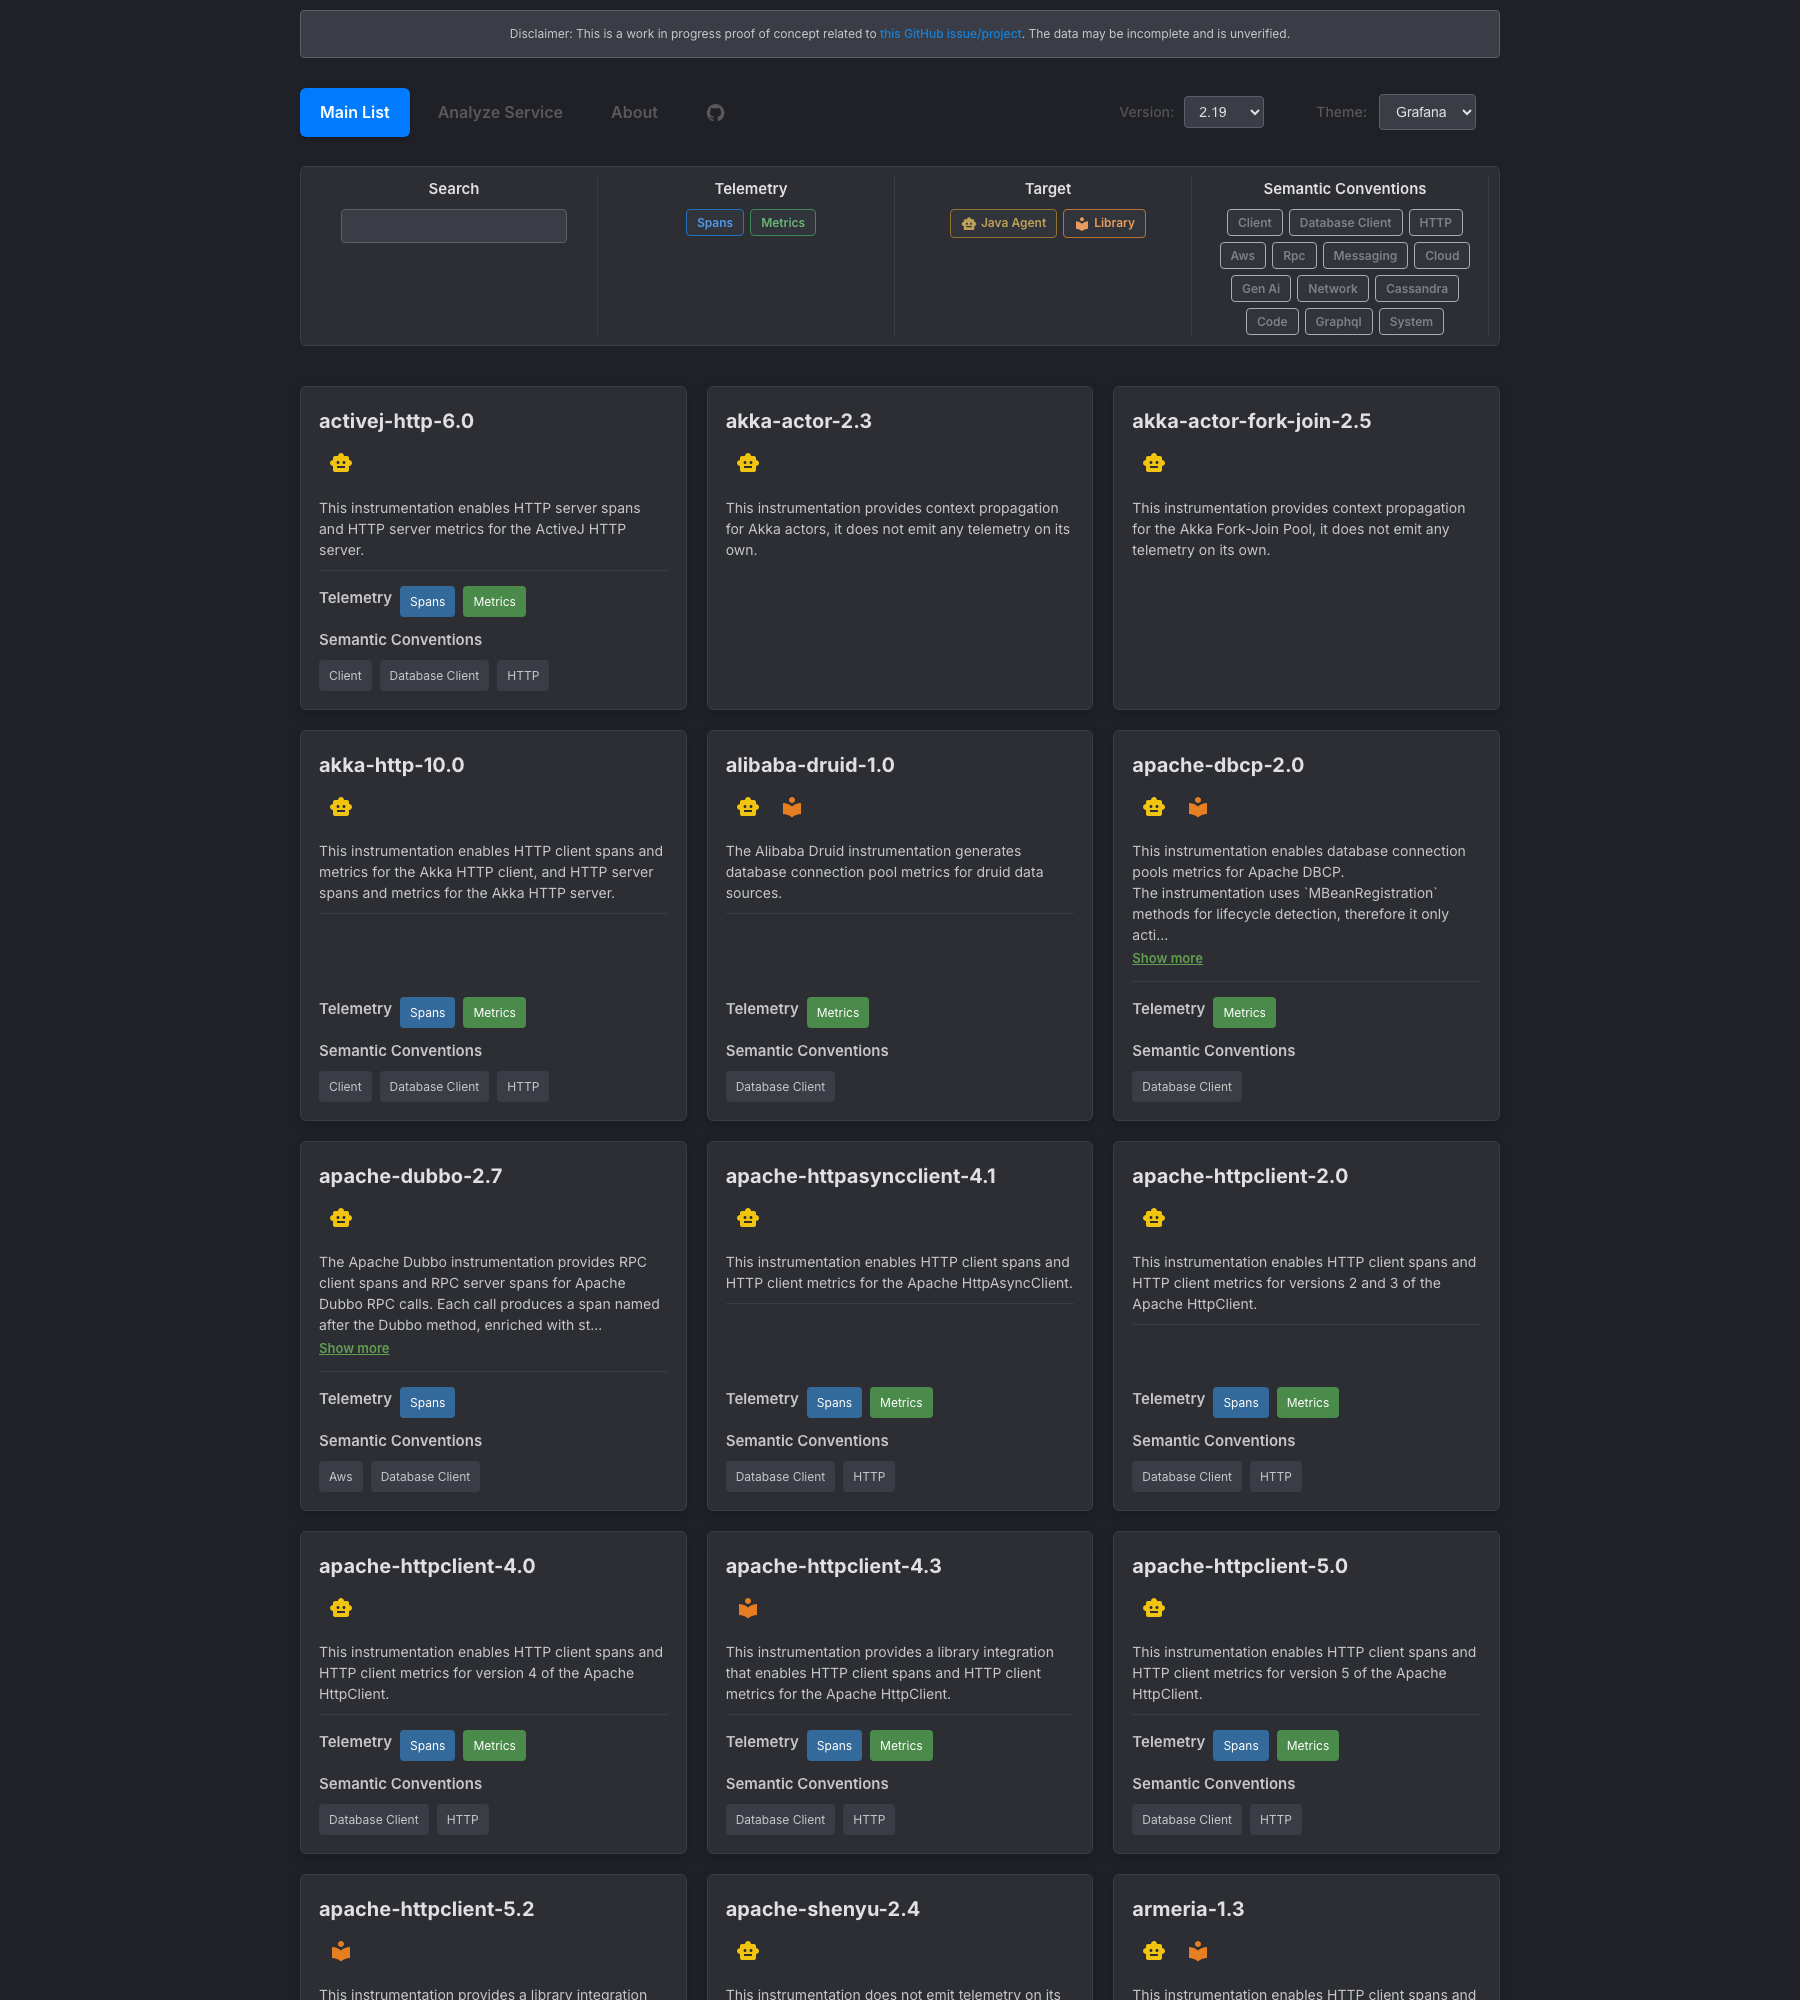 Disclaimer: This is a work in progress proof of concept related to this GitHub issue/project. The data may be incomplete and is unverified.
Main List
Analyze Service
About
Version:
2.19
Theme:
Grafana
Search
Telemetry
Spans
Metrics
Target
Java Agent
Library
Semantic Conventions
Client
Database Client
HTTP
Aws
Rpc
Messaging
Cloud
Gen Ai
Network
Cassandra
Code
Graphql
System
activej-http-6.0
This instrumentation enables HTTP server spans
and HTTP server metrics for the ActiveJ HTTP
server.
Telemetry
Spans
Metrics
Semantic Conventions
Client
Database Client
HTTP
akka-actor-2.3
This instrumentation provides context propagation
for Akka actors, it does not emit any telemetry on its
own.
akka-actor-fork-join-2.5
This instrumentation provides context propagation
for the Akka Fork-Join Pool, it does not emit any
telemetry on its own.
akka-http-10.0
This instrumentation enables HTTP client spans and
metrics for the Akka HTTP client, and HTTP server
spans and metrics for the Akka HTTP server.
Telemetry
Spans
Metrics
Semantic Conventions
Client
Database Client
HTTP
alibaba-druid-1.0
The Alibaba Druid instrumentation generates
database connection pool metrics for druid data
sources.
Telemetry
Metrics
Semantic Conventions
Database Client
apache-dbcp-2.0
This instrumentation enables database connection
pools metrics for Apache DBCP.
The instrumentation uses `MBeanRegistration`
methods for lifecycle detection, therefore it only
acti...
Show more
Telemetry
Metrics
Semantic Conventions
Database Client
apache-dubbo-2.7
The Apache Dubbo instrumentation provides RPC
client spans and RPC server spans for Apache
Dubbo RPC calls. Each call produces a span named
after the Dubbo method, enriched with st...
Show more
Telemetry
Spans
Semantic Conventions
Aws
Database Client
apache-httpasyncclient-4.1
This instrumentation enables HTTP client spans and
HTTP client metrics for the Apache HttpAsyncClient.
Telemetry
Spans
Metrics
Semantic Conventions
Database Client
HTTP
apache-httpclient-2.0
This instrumentation enables HTTP client spans and
HTTP client metrics for versions 2 and 3 of the
Apache HttpClient.
Telemetry
Spans
Metrics
Semantic Conventions
Database Client
HTTP
apache-httpclient-4.0
This instrumentation enables HTTP client spans and
HTTP client metrics for version 4 of the Apache
HttpClient.
Telemetry
Spans
Metrics
Semantic Conventions
Database Client
HTTP
apache-httpclient-4.3
This instrumentation provides a library integration
that enables HTTP client spans and HTTP client
metrics for the Apache HttpClient.
Telemetry
Spans
Metrics
Semantic Conventions
Database Client
HTTP
apache-httpclient-5.0
This instrumentation enables HTTP client spans and
HTTP client metrics for version 5 of the Apache
HttpClient.
Telemetry
Spans
Metrics
Semantic Conventions
Database Client
HTTP
apache-httpclient-5.2
This instrumentation provides a library integration
apache-shenyu-2.4
This instrumentation does not emit telemetry on its
armeria-1.3
This instrumentation enables HTTP client spans and